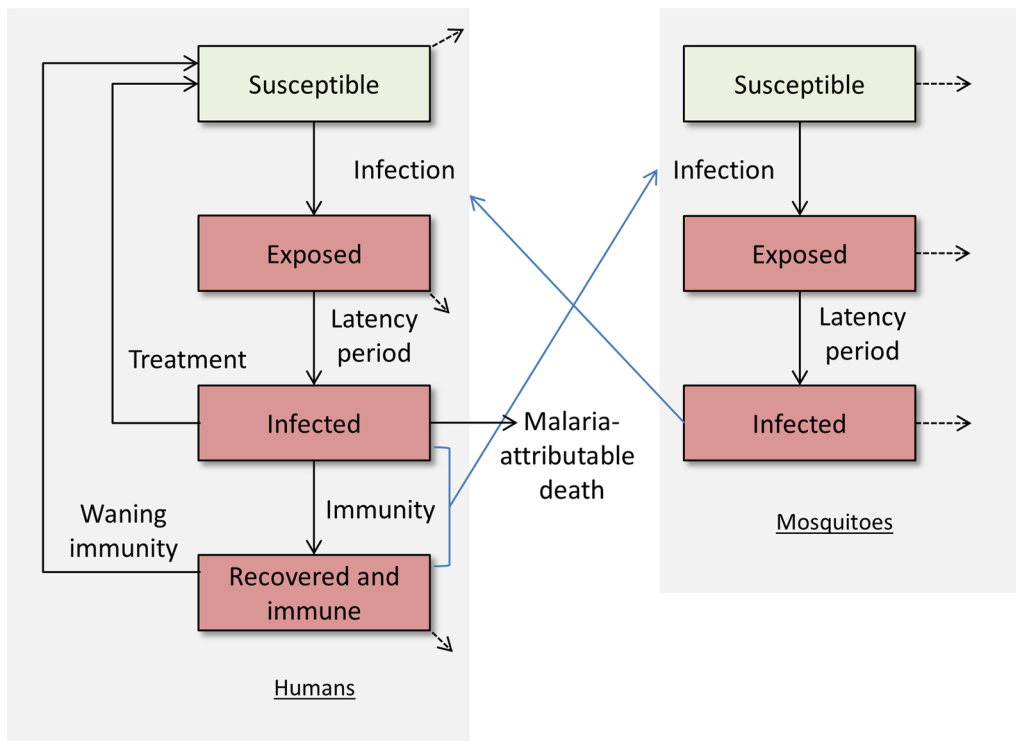 Susceptible
Infection
Exposed
Latency
period
Treatment
Infected
Malaria-
attributable
death
Immunity
Waning
immunity
Recovered and
immune
Humans
Susceptible
Infection
Exposed
Latency
period
Infected
Mosquitoes